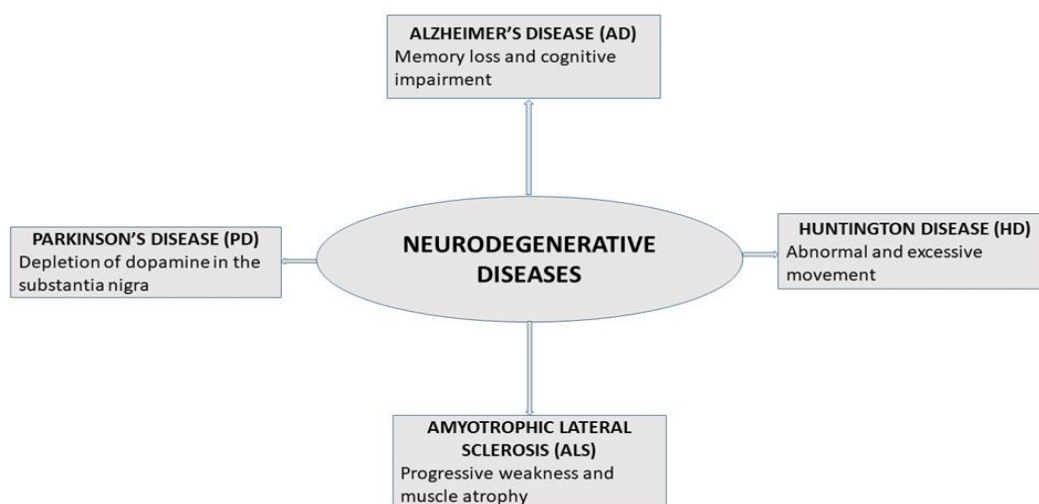 ALZHEIMER’S DISEASE (AD)
Memory loss and cognitive
impairment
PARKINSON’S DISEASE (PD)
Depletion of dopamine in the
substantia nigra
NEURODEGENERATIVE
DISEASES
HUNTINGTON DISEASE (HD)
Abnormal and excessive
movement
AMYOTROPHIC LATERAL
SCLEROSIS (ALS)
Progressive weakness and
muscle atrophy